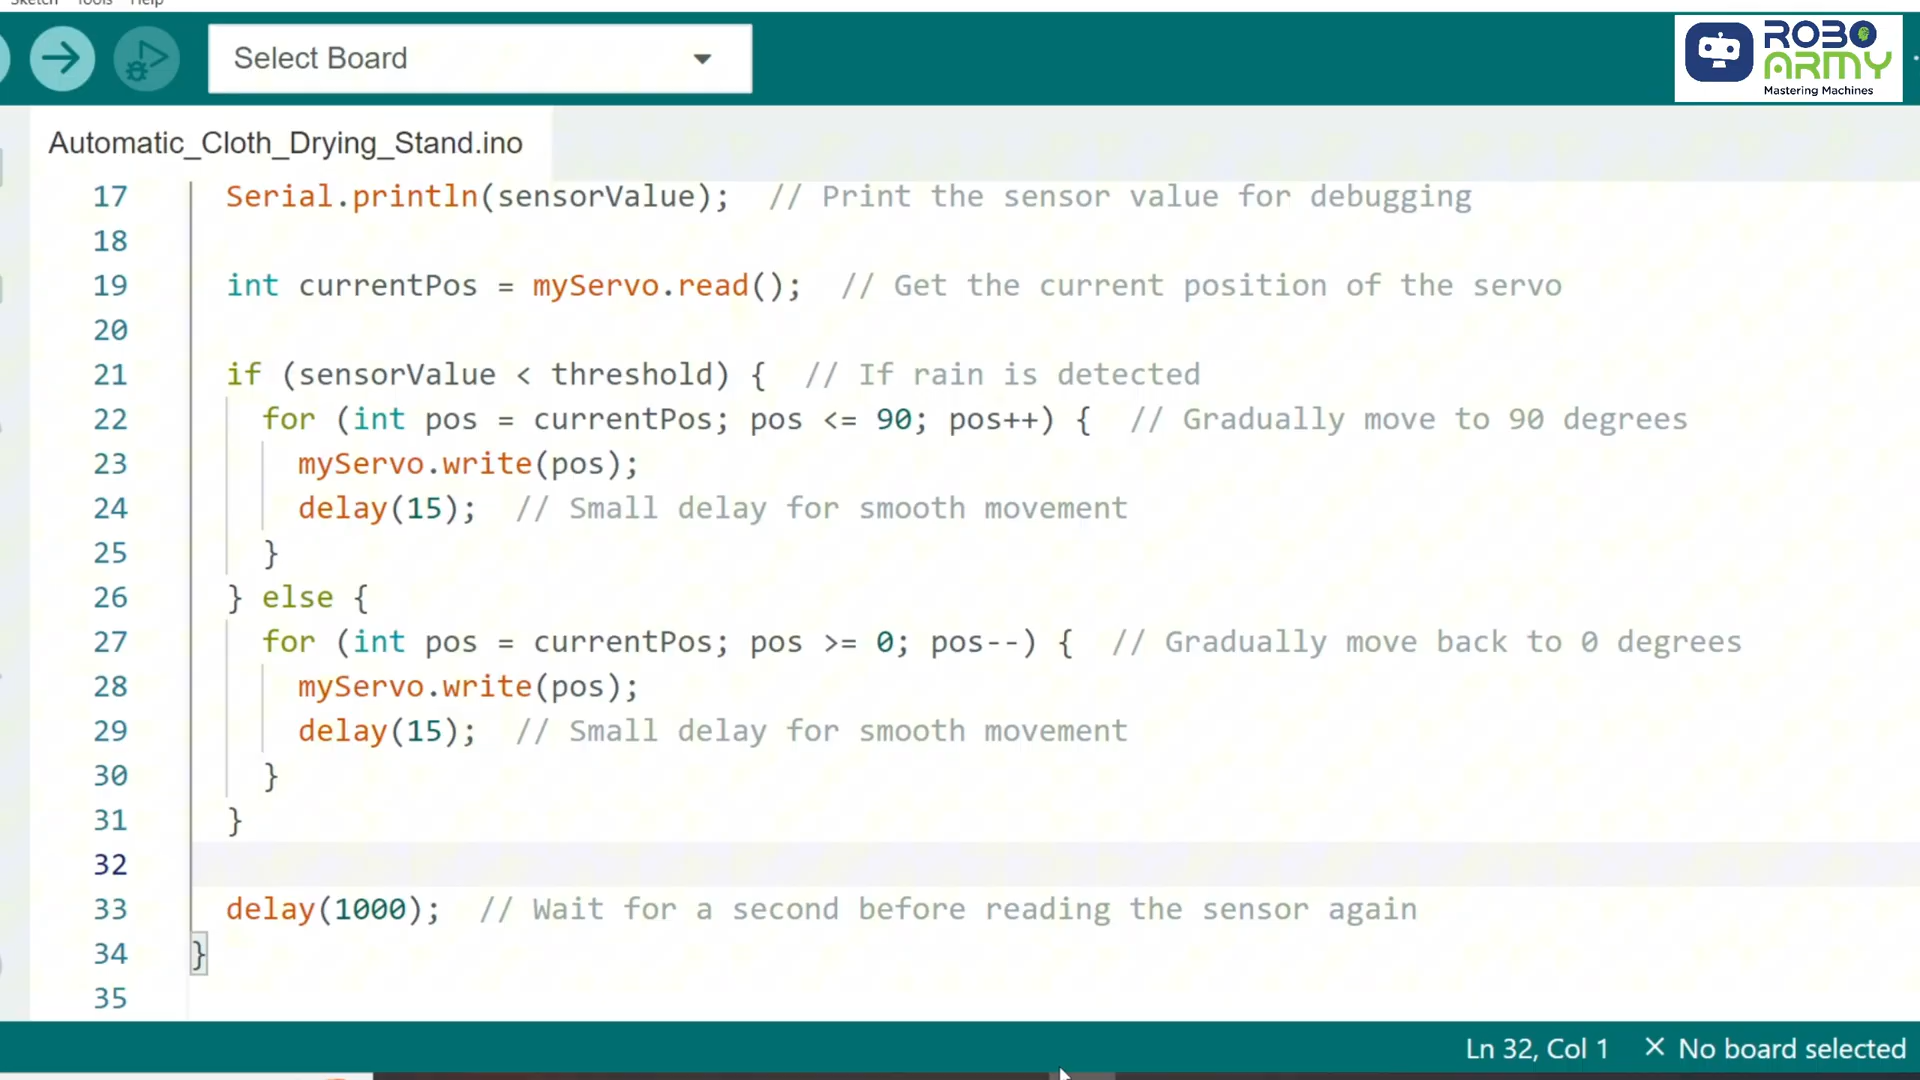 Sketch Tools Help
Select Board
ROBO
ARMY
Mastering Machines
Automatic_Cloth_Drying_Stand.ino
17 Serial.println(sensorValue);  // Print the sensor value for debugging
18
19 int currentPos = myServo.read();  // Get the current position of the servo
20
21 if (sensorValue < threshold) {  // If rain is detected
22 for (int pos = currentPos; pos <= 90; pos++) {  // Gradually move to 90 degrees
23 myServo.write(pos);
24 delay(15);  // Small delay for smooth movement
25 }
26 } else {
27 for (int pos = currentPos; pos >= 0; pos--) {  // Gradually move back to 0 degrees
28 myServo.write(pos);
29 delay(15);  // Small delay for smooth movement
30 }
31 }
32
33 delay(1000);  // Wait for a second before reading the sensor again
34 }
35
Ln 32, Col 1 × No board selected